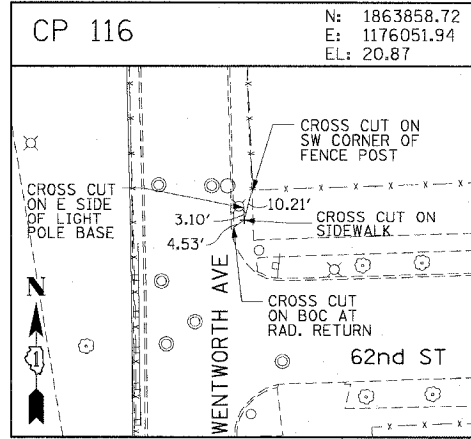 CP 116
N: 1863858.72
E: 1176051.94
EL: 20.87
CROSS CUT ON
SW CORNER OF
FENCE POST
CROSS CUT
ON E SIDE
OF LIGHT
POLE BASE
10.21'
3.10'
4.53'
CROSS CUT ON
SIDEWALK
CROSS CUT
ON BOC AT
RAD. RETURN
N
1
WENTWORTH AVE
62nd ST